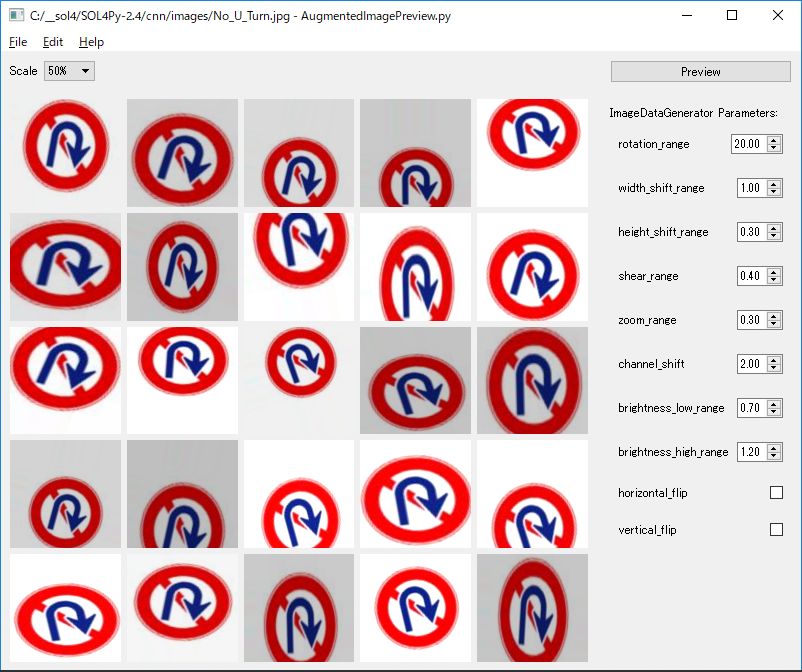 C:/__sol4/SOL4Py-2.4/cnn/images/No_U_Turn.jpg - AugmentedImagePreview.py
File Edit Help
Scale 50% Preview
ImageDataGenerator Parameters:
rotation_range 20.00
width_shift_range 1.00
height_shift_range 0.30
shear_range 0.40
zoom_range 0.30
channel_shift 2.00
brightness_low_range 0.70
brightness_high_range 1.20
horizontal_flip
vertical_flip